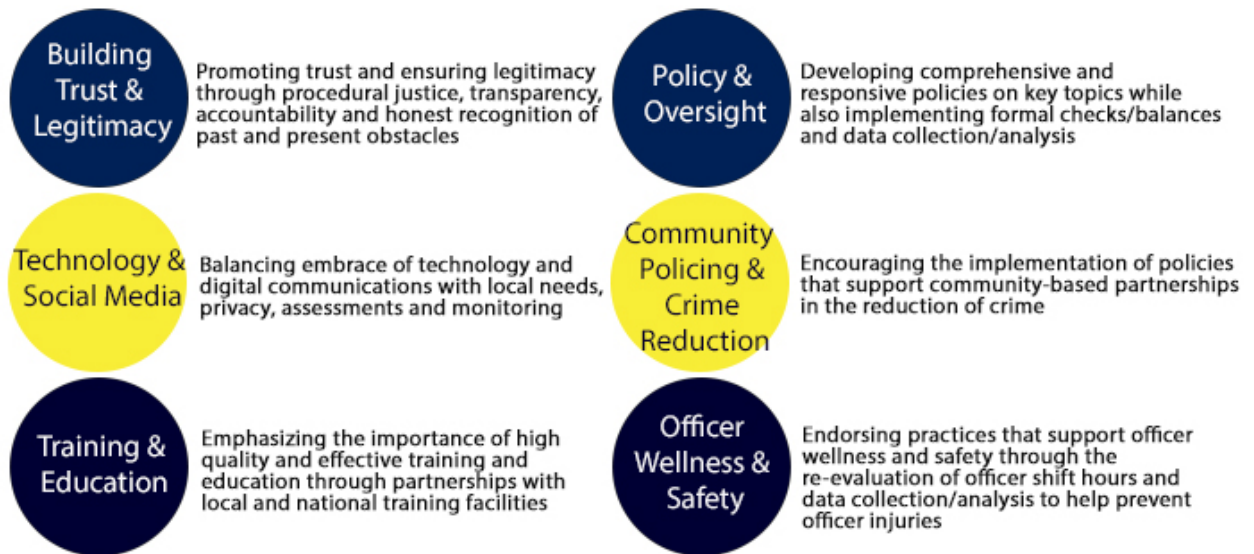 Building
Trust &
Legitimacy
Promoting trust and ensuring legitimacy
through procedural justice, transparency,
accountability and honest recognition of
past and present obstacles
Policy &
Oversight
Developing comprehensive and
responsive policies on key topics while
also implementing formal checks/balances
and data collection/analysis
Technology &
Social Media
Balancing embrace of technology and
digital communications with local needs,
privacy, assessments and monitoring
Community
Policing &
Crime
Reduction
Encouraging the implementation of policies
that support community-based partnerships
in the reduction of crime
Training &
Education
Emphasizing the importance of high
quality and effective training and
education through partnerships with
local and national training facilities
Officer
Wellness &
Safety
Endorsing practices that support officer
wellness and safety through the
re-evaluation of officer shift hours and
data collection/analysis to help prevent
officer injuries